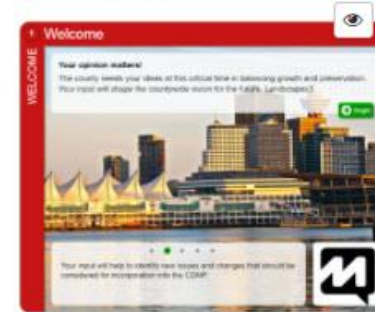 Welcome
WELCOME
Your opinion matters!
The county needs your ideas at this critical time in balancing growth and preservation.
Your input will shape the countywide vision for the future, Landscapes3.
Begin
Your input will help to identify new issues and changes that should be
considered for incorporation into the COMP.